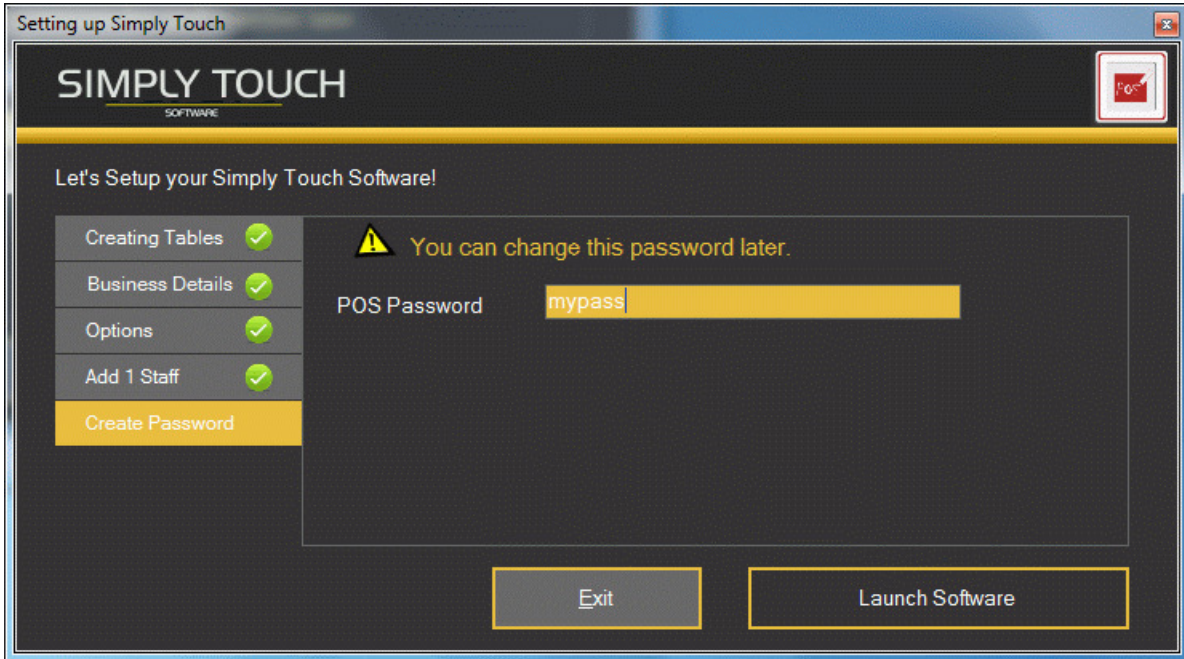 Setting up Simply Touch
SIMPLY TOUCH
SOFTWARE
POS
Let's Setup your Simply Touch Software!
Creating Tables
Business Details
Options
Add 1 Staff
Create Password
You can change this password later.
POS Password
mypass
Exit
Launch Software